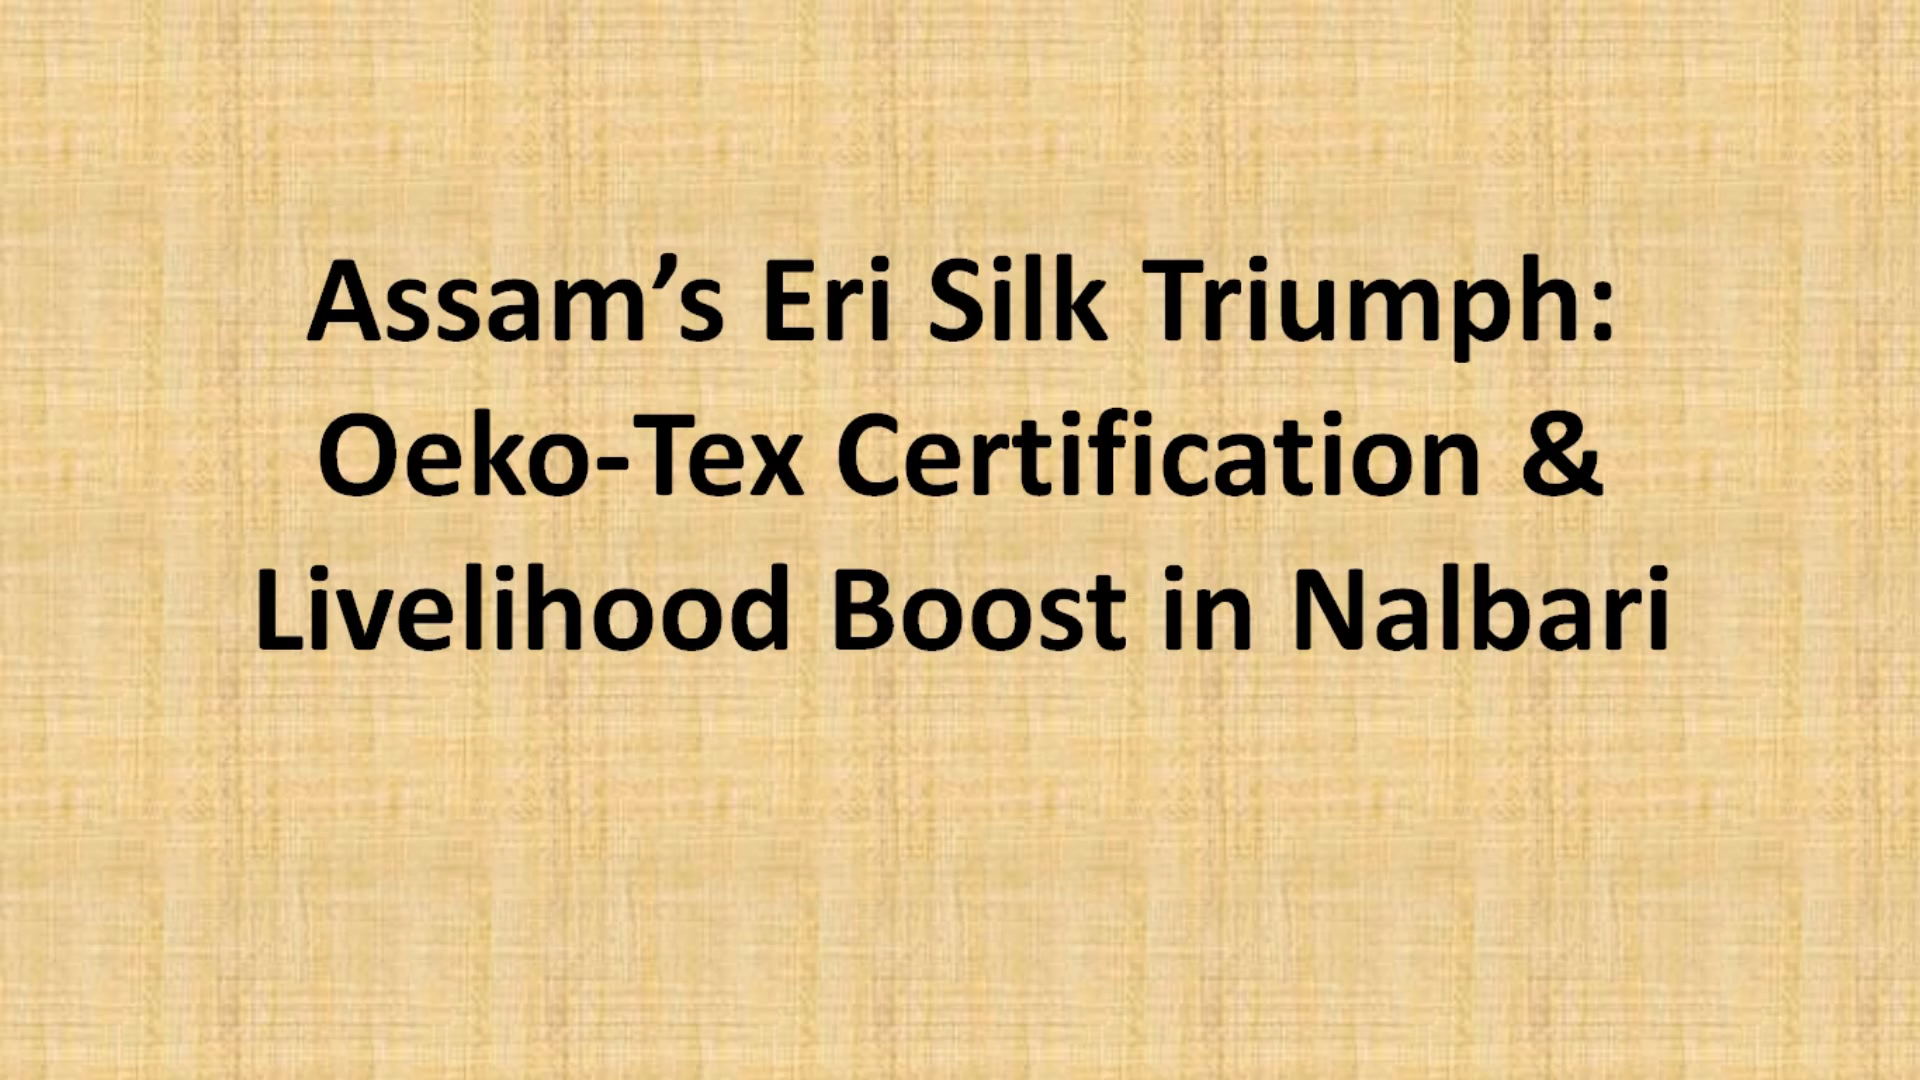 Assam’s Eri Silk Triumph:
Oeko-Tex Certification &
Livelihood Boost in Nalbari